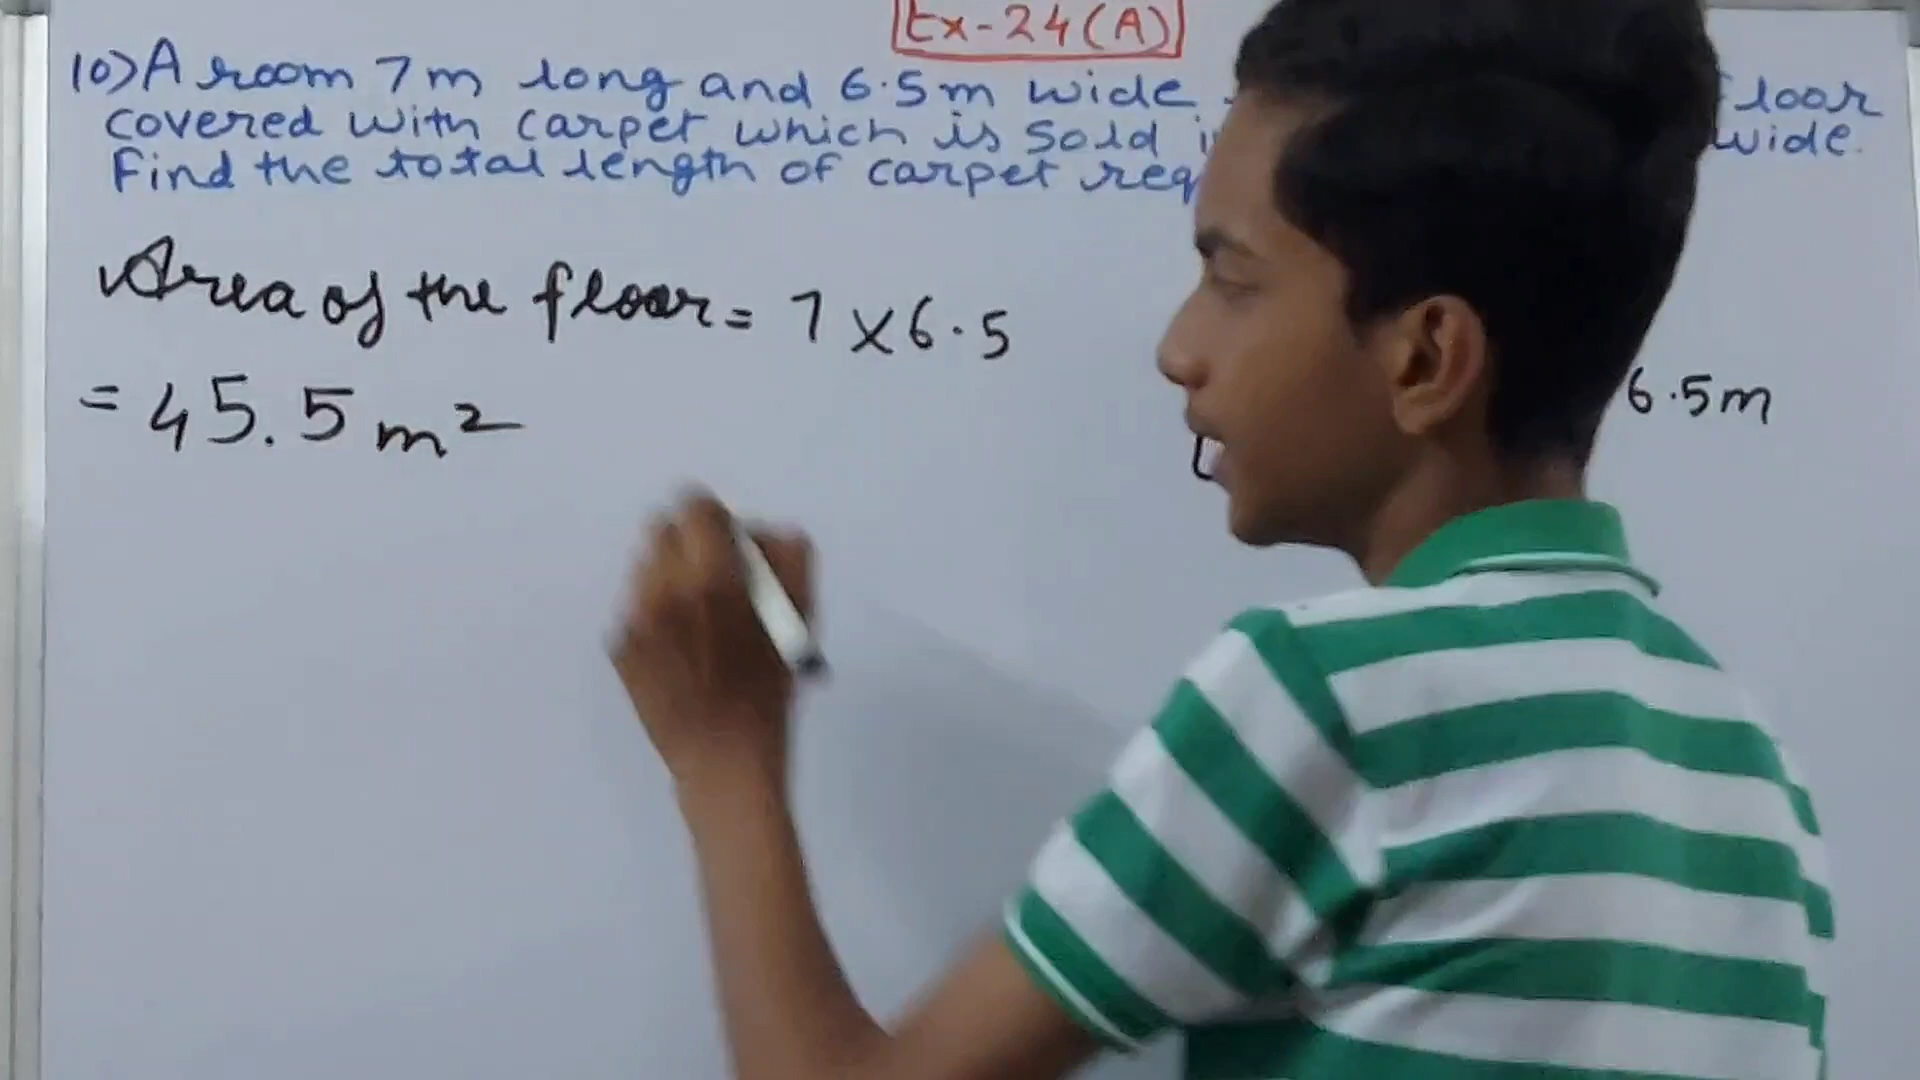 Ex-24(A)
10) A room 7m long and 6.5m wide loor
covered with carpet which is sold i wide.
Find the total length of carpet req
Area of the floor = 7 x 6.5
= 45.5 m²
6.5m